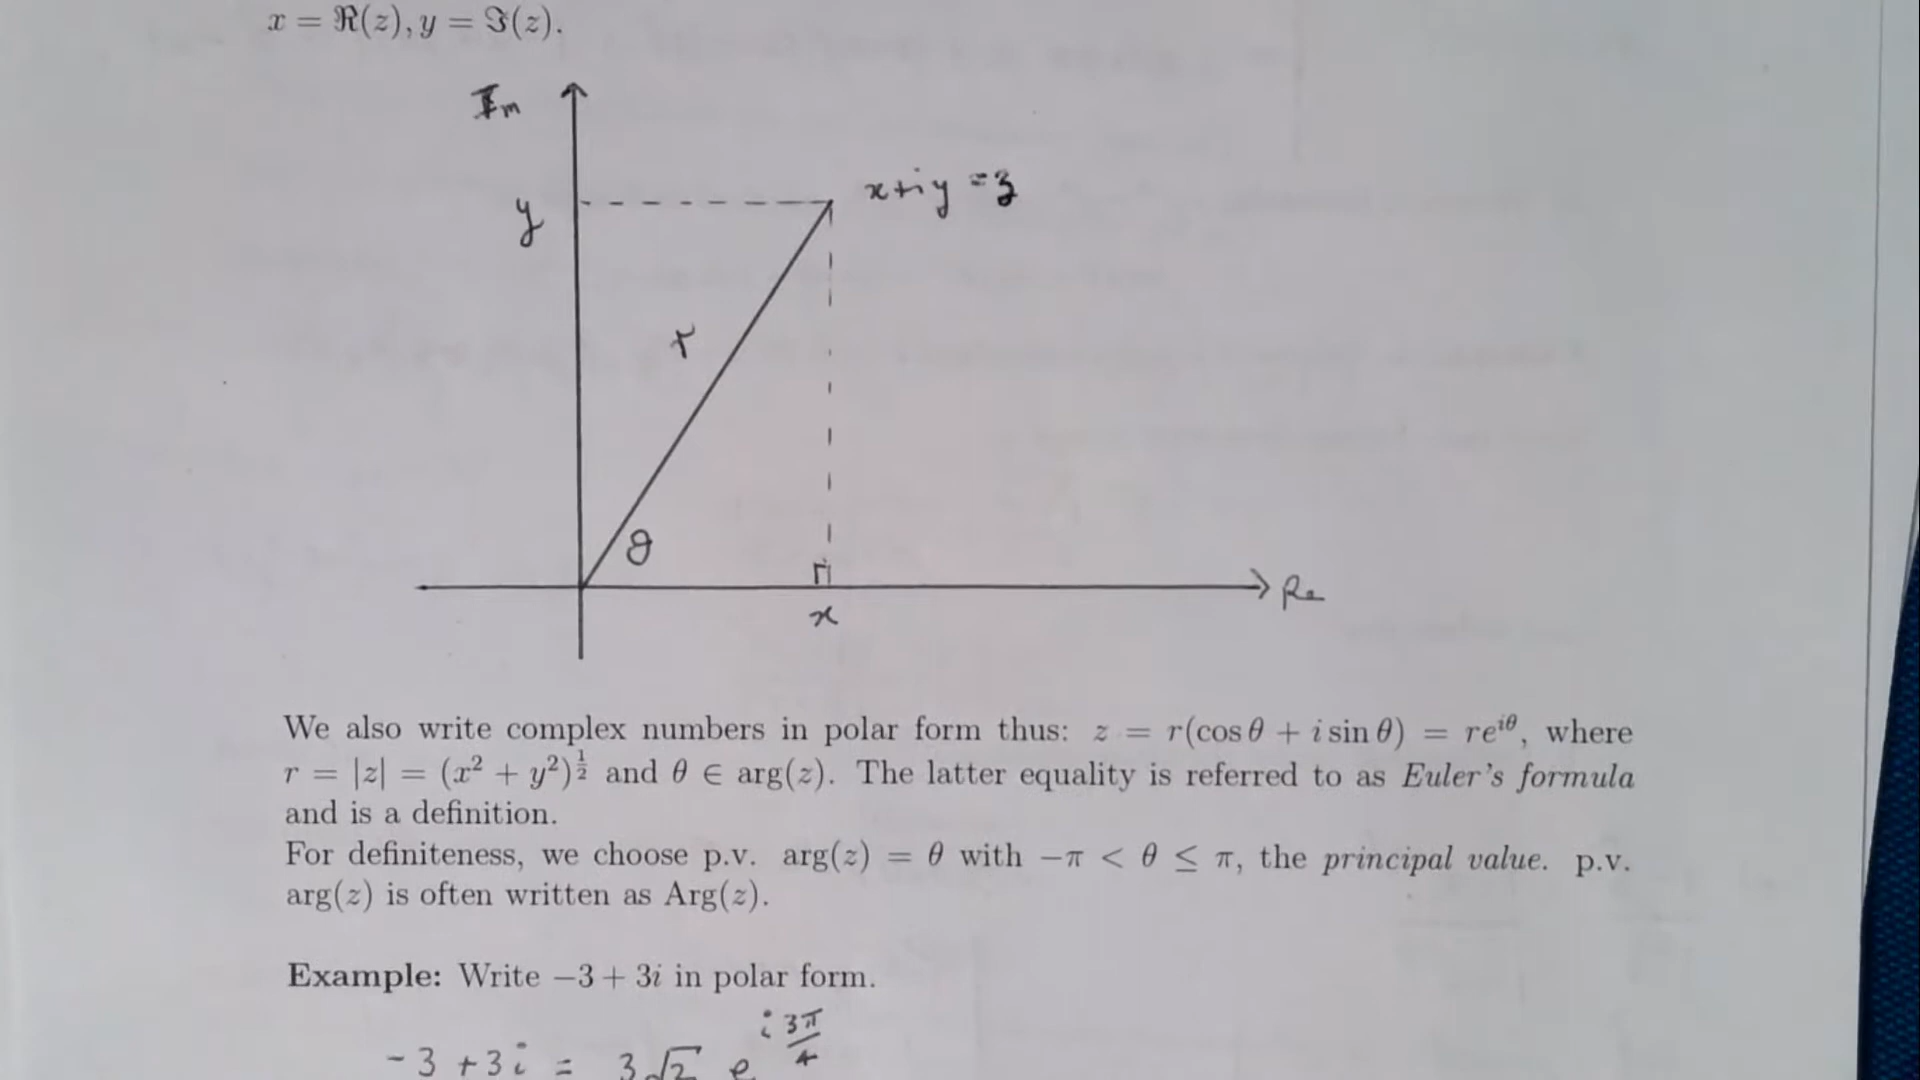 x = ℜ(z), y = ℑ(z).
Im
x+iy = z
y
r
θ
Re
x
We also write complex numbers in polar form thus: z = r(cos θ + i sin θ) = re^{iθ}, where
r = |z| = (x² + y²)^{1/2} and θ ∈ arg(z). The latter equality is referred to as Euler's formula
and is a definition.
For definiteness, we choose p.v. arg(z) = θ with −π < θ ≤ π, the principal value. p.v.
arg(z) is often written as Arg(z).
Example: Write −3 + 3i in polar form.
-3 + 3i = 3√2 e^{i 3π/4}